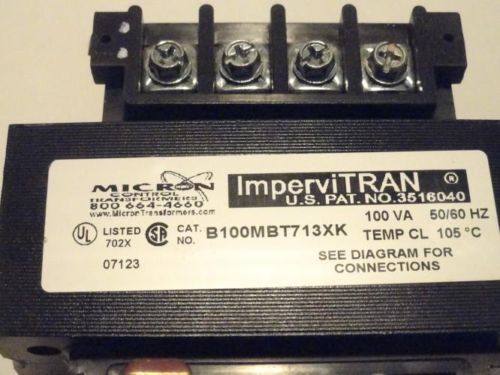 MICRON
CONTROL
TRANSFORMERS
800 664-4660
www.MicronTransformers.com
ImperviTRAN ®
U.S. PAT. NO. 3516040
100 VA 50/60 HZ
UL LISTED 702X
SA CAT. NO. B100MBT713XK TEMP CL 105 °C
07123
SEE DIAGRAM FOR
CONNECTIONS